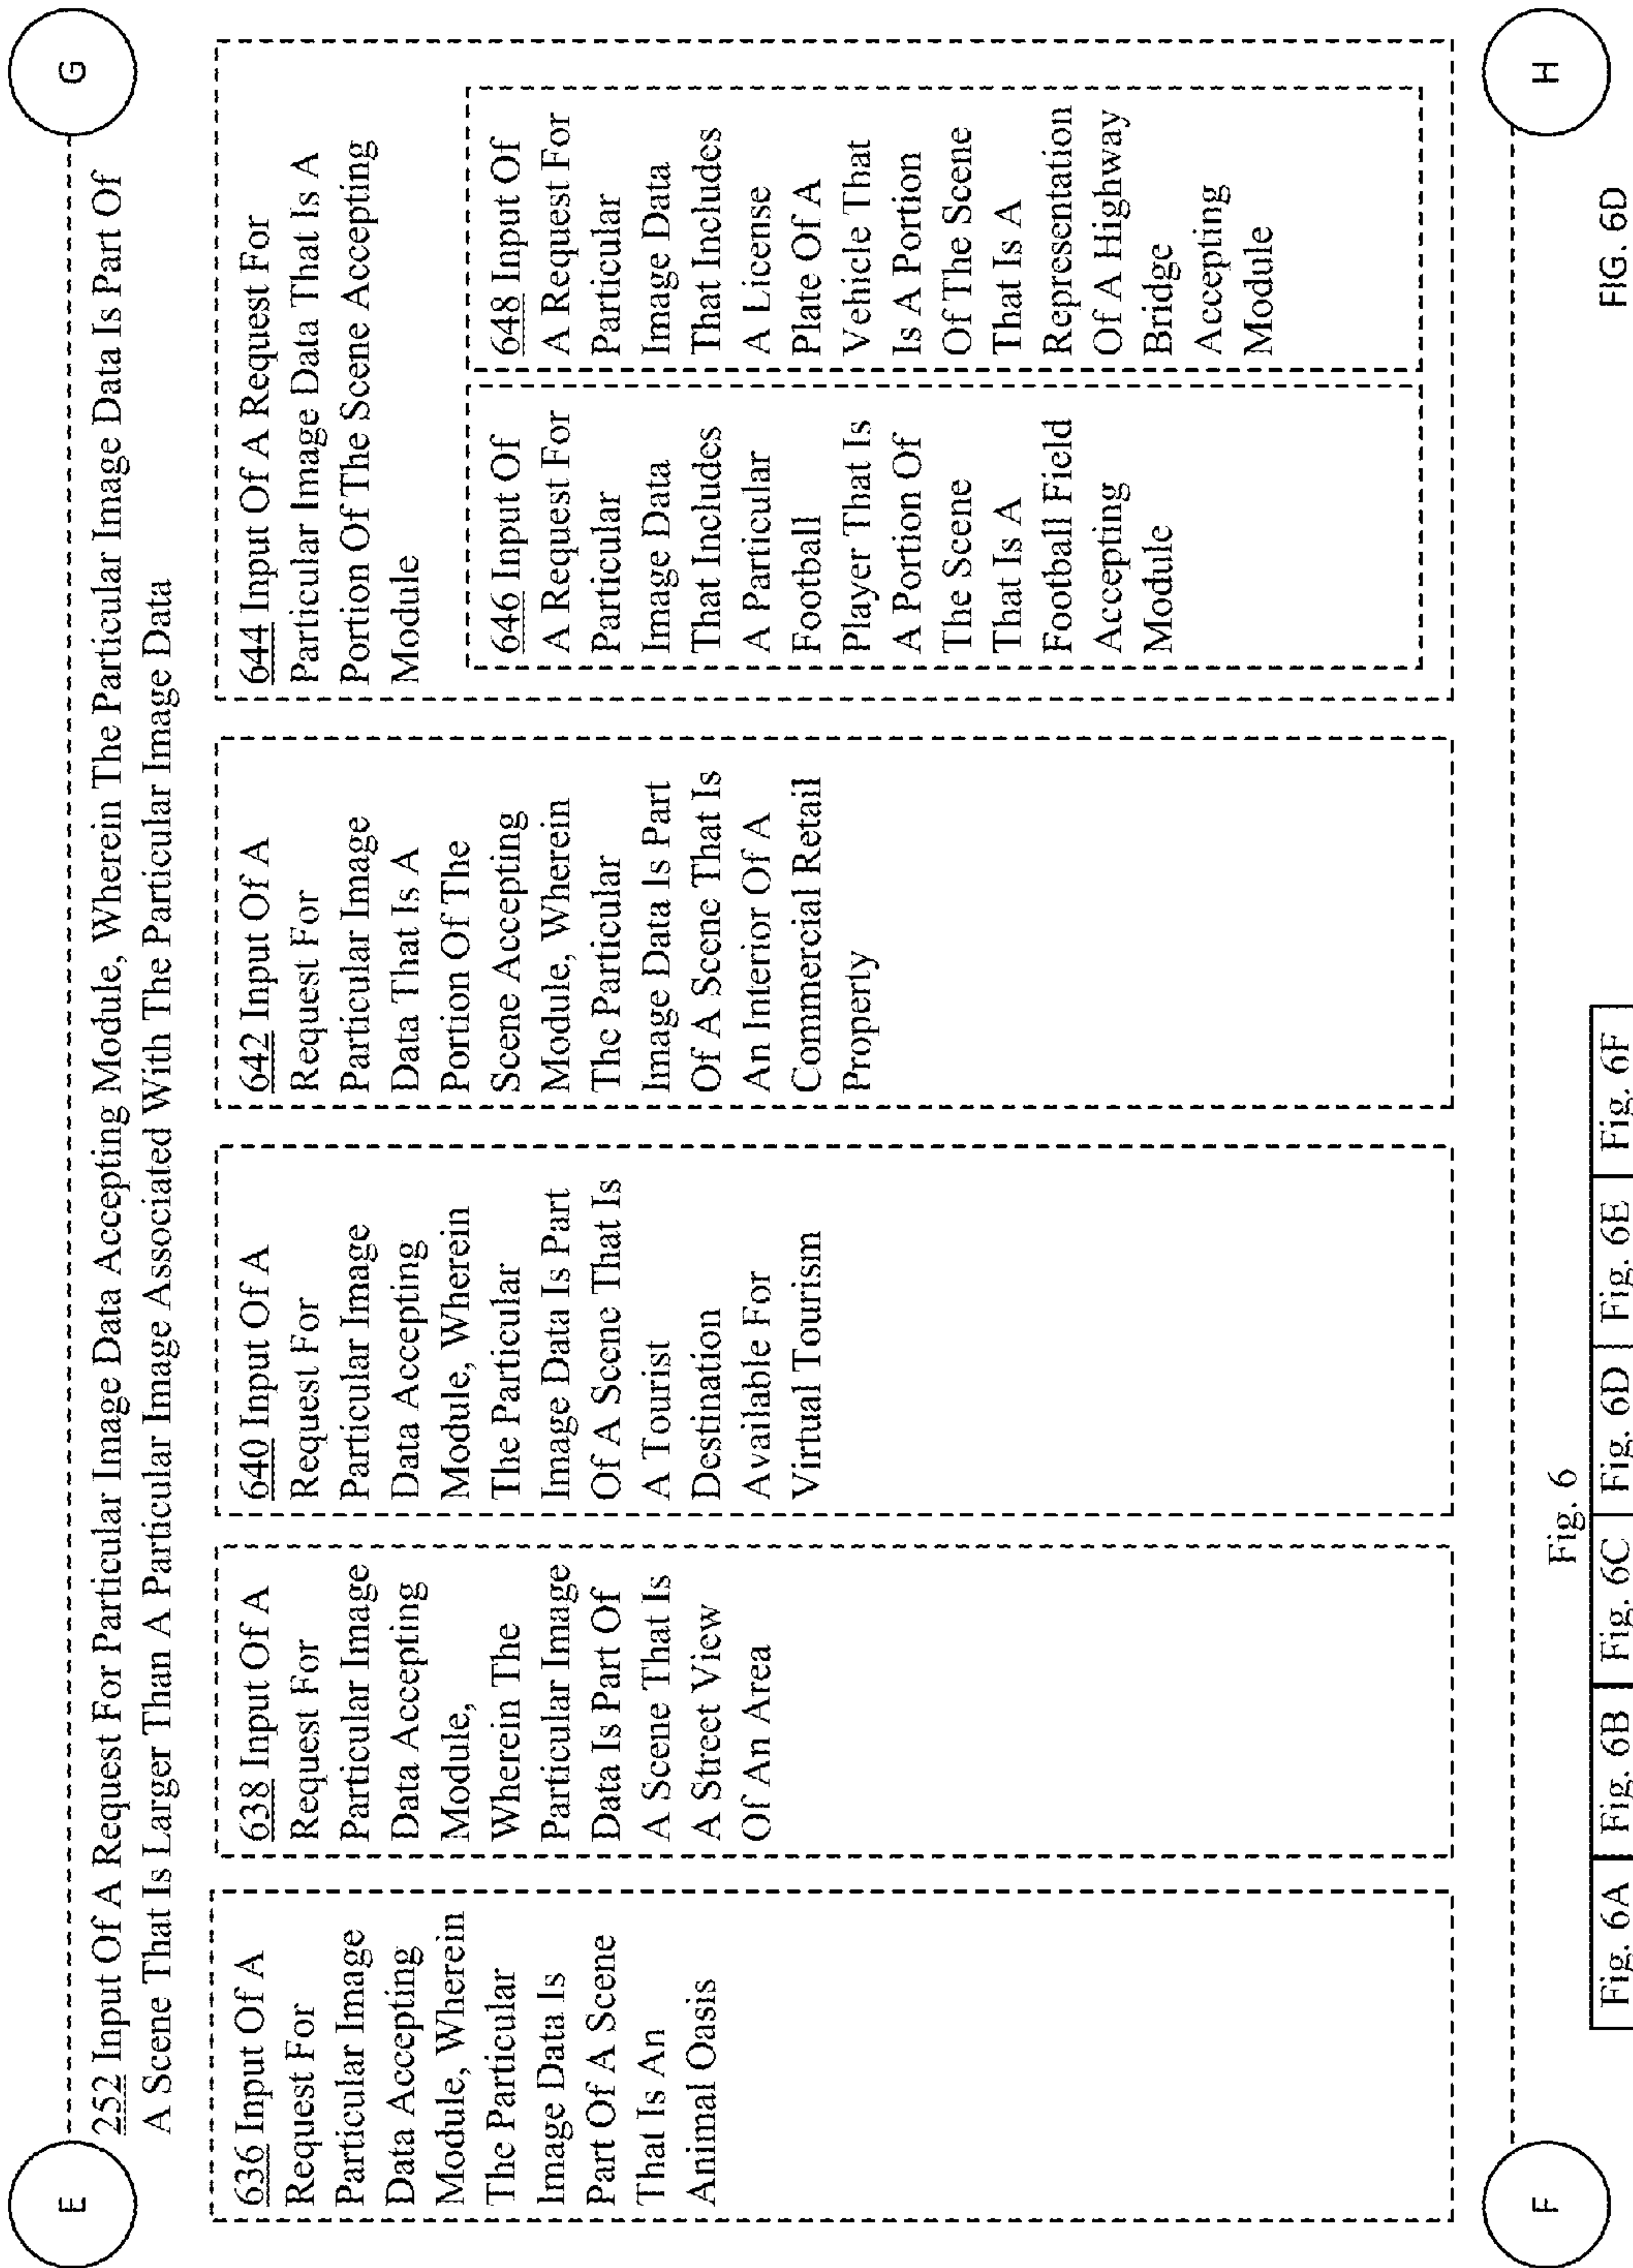 E
G
252 Input Of A Request For Particular Image Data Accepting Module, Wherein The Particular Image Data Is Part Of
A Scene That Is Larger Than A Particular Image Associated With The Particular Image Data
636 Input Of A
Request For
Particular Image
Data Accepting
Module, Wherein
The Particular
Image Data Is
Part Of A Scene
That Is An
Animal Oasis
638 Input Of A
Request For
Particular Image
Data Accepting
Module,
Wherein The
Particular Image
Data Is Part Of
A Scene That Is
A Street View
Of An Area
640 Input Of A
Request For
Particular Image
Data Accepting
Module, Wherein
The Particular
Image Data Is Part
Of A Scene That Is
A Tourist
Destination
Available For
Virtual Tourism
642 Input Of A
Request For
Particular Image
Data That Is A
Portion Of The
Scene Accepting
Module, Wherein
The Particular
Image Data Is Part
Of A Scene That Is
An Interior Of A
Commercial Retail
Property
644 Input Of A Request For
Particular Image Data That Is A
Portion Of The Scene Accepting
Module
646 Input Of
A Request For
Particular
Image Data
That Includes
A Particular
Football
Player That Is
A Portion Of
The Scene
That Is A
Football Field
Accepting
Module
648 Input Of
A Request For
Particular
Image Data
That Includes
A License
Plate Of A
Vehicle That
Is A Portion
Of The Scene
That Is A
Representation
Of A Highway
Bridge
Accepting
Module
F
H
Fig. 6
Fig. 6A Fig. 6B Fig. 6C Fig. 6D Fig. 6E Fig. 6F
FIG. 6D